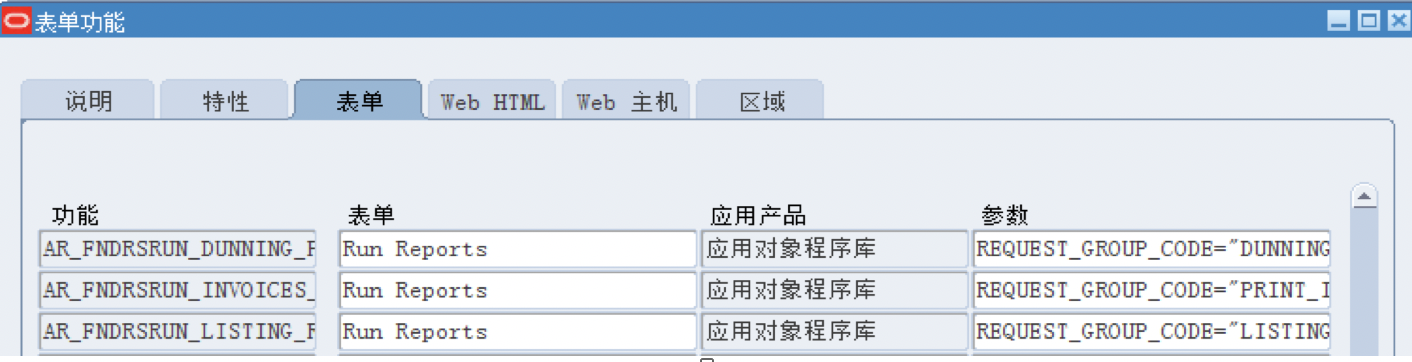 表单功能
说明 特性 表单 Web HTML Web 主机 区域
功能 表单 应用产品 参数
AR_FNDRSRUN_DUNNING_ Run Reports 应用对象程序库 REQUEST_GROUP_CODE="DUNNING
AR_FNDRSRUN_INVOICES_ Run Reports 应用对象程序库 REQUEST_GROUP_CODE="PRINT_
AR_FNDRSRUN_LISTING_ Run Reports 应用对象程序库 REQUEST_GROUP_CODE="LISTING